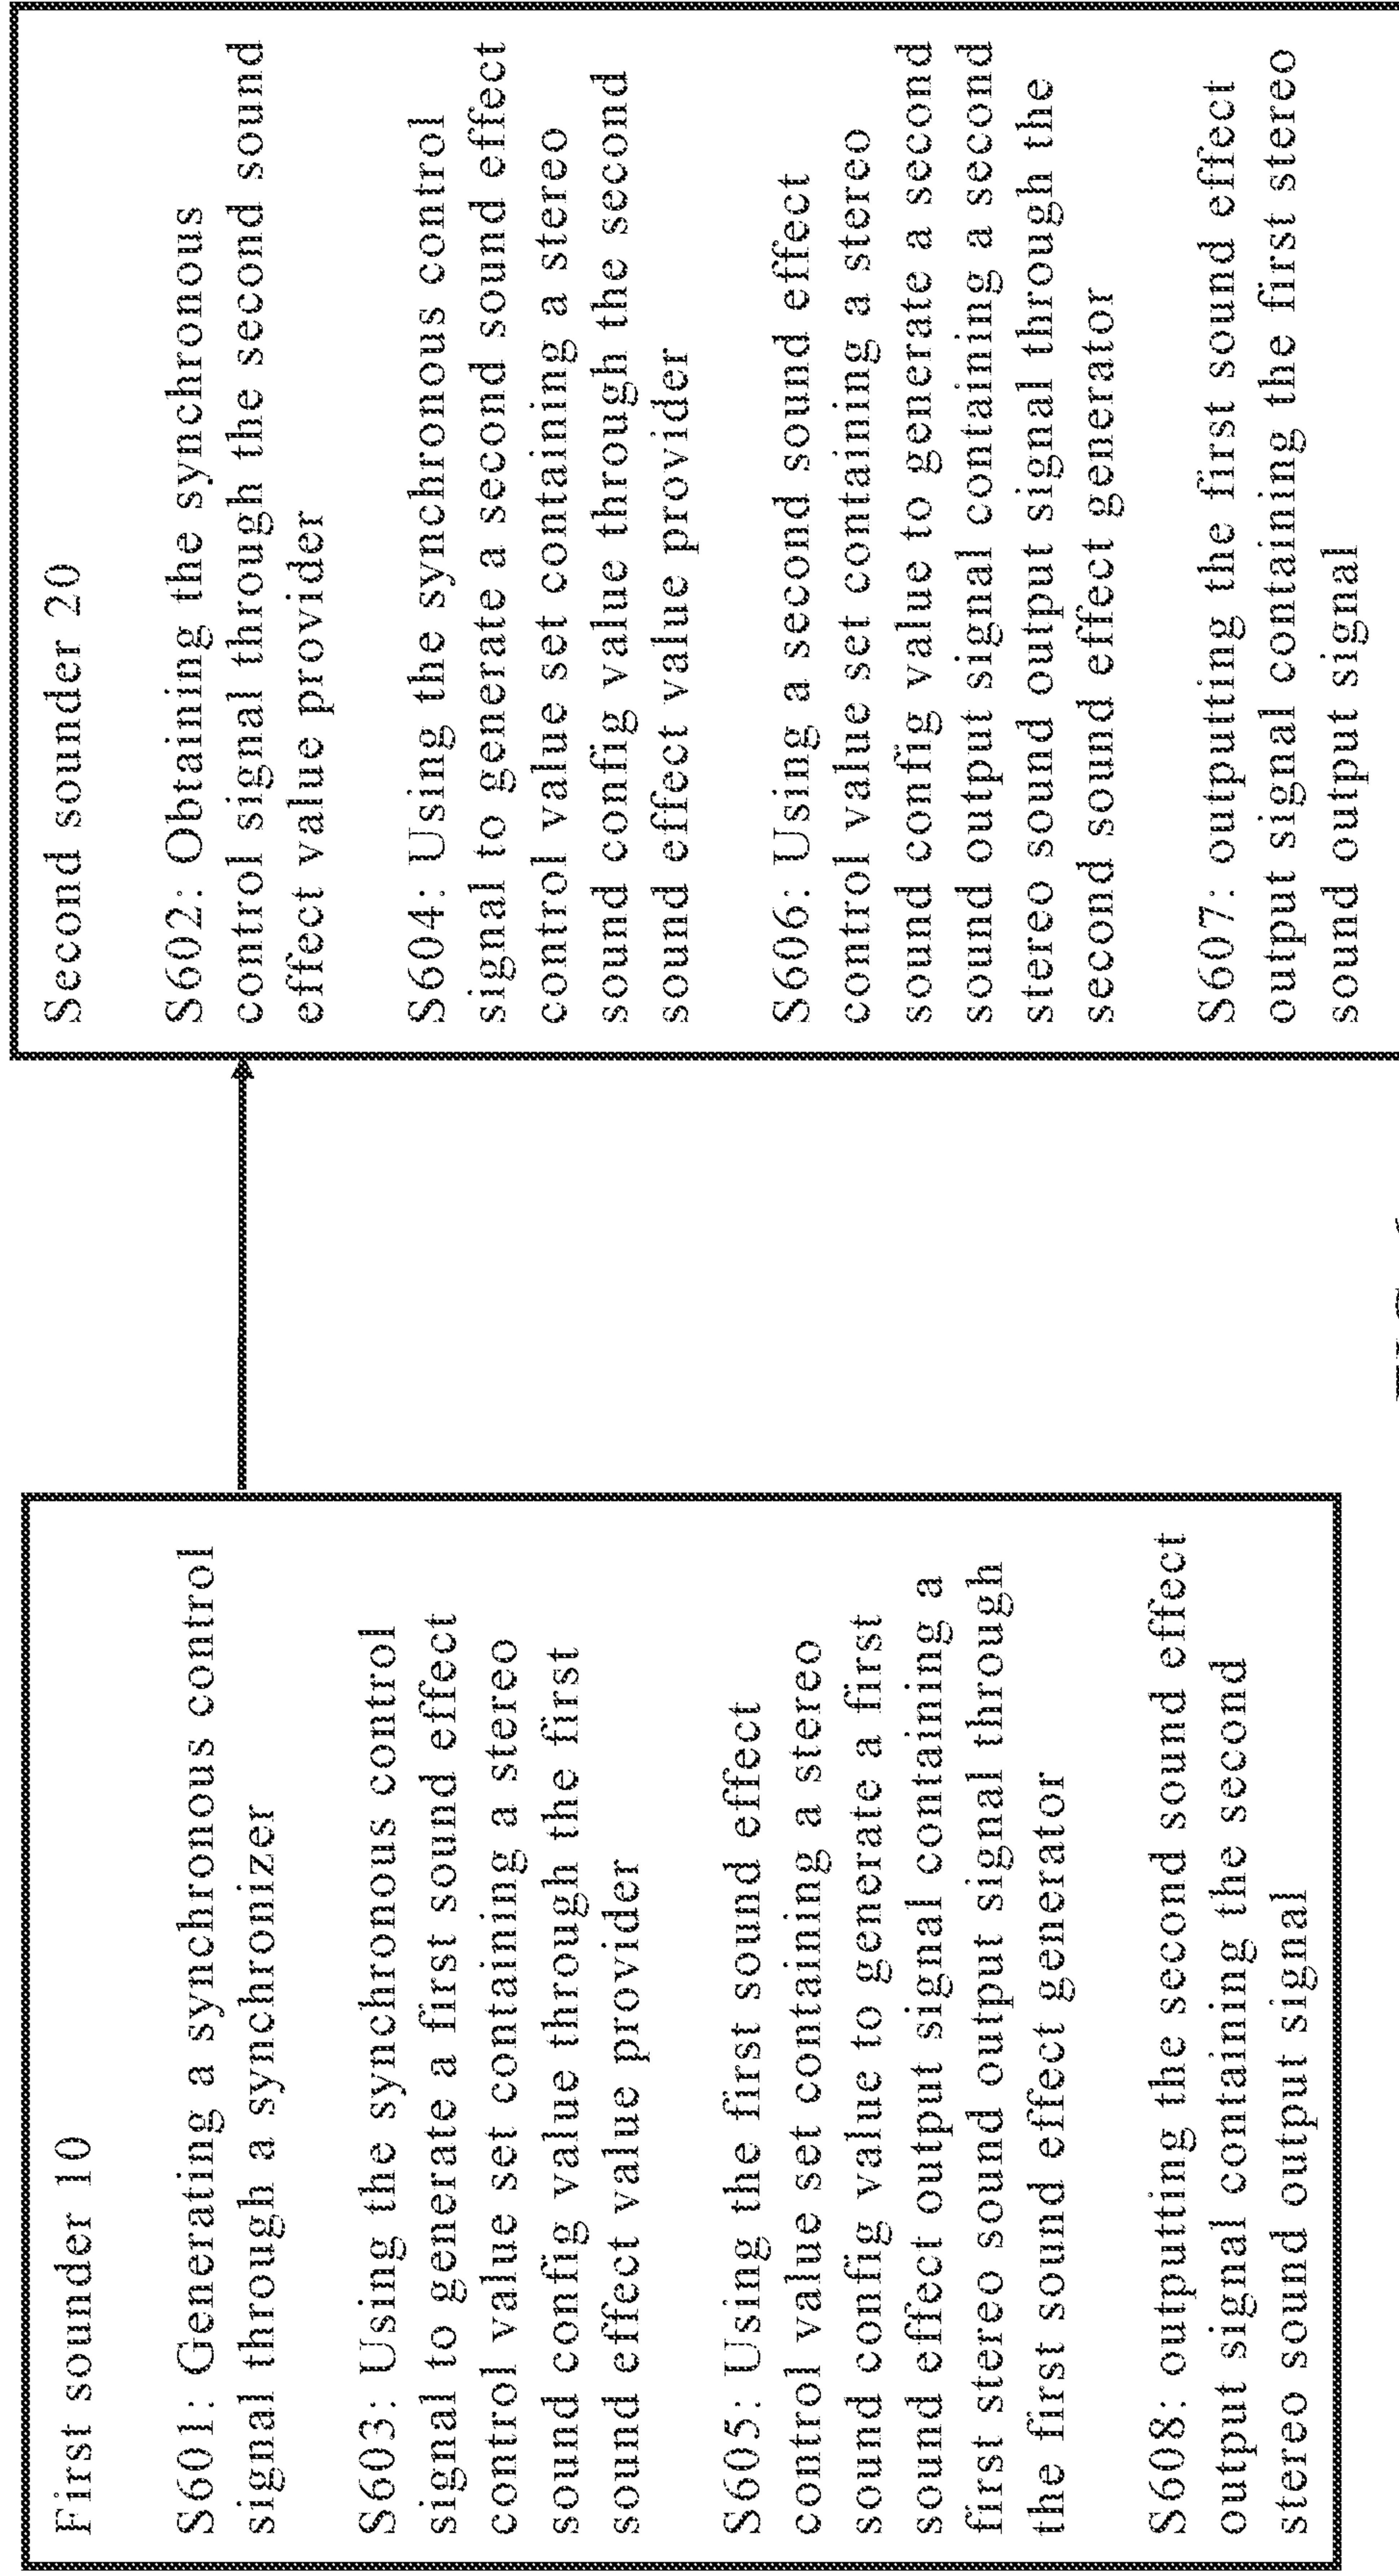 First sounder 10
S601: Generating a synchronous control
signal through a synchronizer
S603: Using the synchronous control
signal to generate a first sound effect
control value set containing a stereo
sound config value through the first
sound effect value provider
S605: Using the first sound effect
control value set containing a stereo
sound config value to generate a first
sound effect output signal containing a
first stereo sound output signal through
the first sound effect generator
S608: outputting the second sound effect
output signal containing the second
stereo sound output signal
Second sounder 20
S602: Obtaining the synchronous
control signal through the second sound
effect value provider
S604: Using the synchronous control
signal to generate a second sound effect
control value set containing a stereo
sound config value through the second
sound effect value provider
S606: Using a second sound effect
control value set containing a stereo
sound config value to generate a second
sound output signal containing a second
stereo sound output signal through the
second sound effect generator
S607: outputting the first sound effect
output signal containing the first stereo
sound output signal